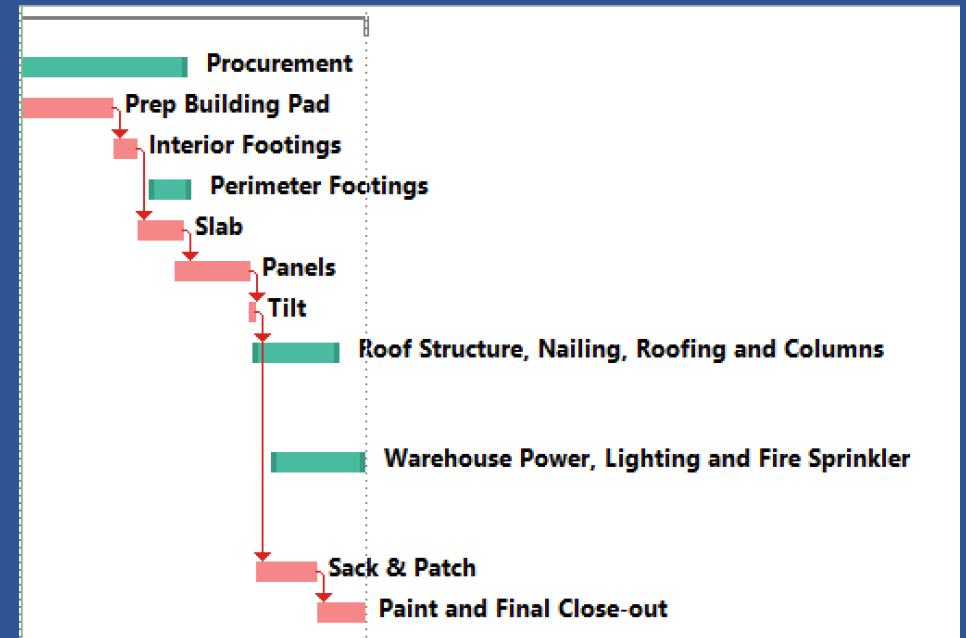 Procurement
Prep Building Pad
Interior Footings
Perimeter Footings
Slab
Panels
Tilt
Roof Structure, Nailing, Roofing and Columns
Warehouse Power, Lighting and Fire Sprinkler
Sack & Patch
Paint and Final Close-out